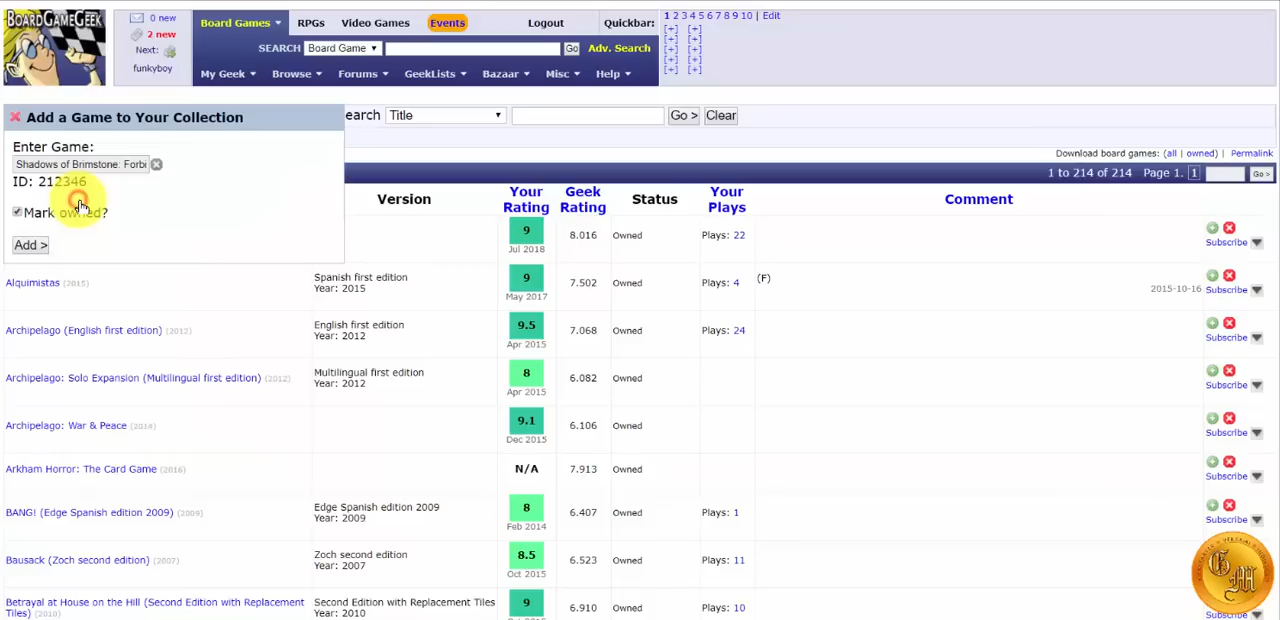 BOARDGAMEGEEK
0 new
2 new
Next:
funkyboy
Board Games RPGs Video Games Events Logout Quickbar:
SEARCH Board Game Go Adv. Search
My Geek Browse Forums GeekLists Bazaar Misc Help
1 2 3 4 5 6 7 8 9 10 | Edit
[+] [+]
[+] [+]
[+] [+]
[+] [+]
[+] [+]
Add a Game to Your Collection
Enter Game:
Shadows of Brimstone: Forbi
ID: 212346
Mark owned?
Add >
earch Title Go > Clear
Download board games: (all | owned) | Permalink
1 to 214 of 214 Page 1. 1 Go >
Version Your Rating Geek Rating Status Your Plays Comment
9 Jul 2018 8.016 Owned Plays: 22 Subscribe
Alquimistas (2015) Spanish first edition Year: 2015 9 May 2017 7.502 Owned Plays: 4 (F) 2015-10-16 Subscribe
Archipelago (English first edition) (2012) English first edition Year: 2012 9.5 Apr 2015 7.068 Owned Plays: 24 Subscribe
Archipelago: Solo Expansion (Multilingual first edition) (2012) Multilingual first edition Year: 2012 8 Apr 2015 6.082 Owned Subscribe
Archipelago: War & Peace (2014) 9.1 Dec 2015 6.106 Owned Subscribe
Arkham Horror: The Card Game (2016) N/A 7.913 Owned Subscribe
BANG! (Edge Spanish edition 2009) (2009) Edge Spanish edition 2009 Year: 2009 8 Feb 2014 6.407 Owned Plays: 1 Subscribe
Bausack (Zoch second edition) (2007) Zoch second edition Year: 2007 8.5 Oct 2015 6.523 Owned Plays: 11
Betrayal at House on the Hill (Second Edition with Replacement Tiles) (2010) Second Edition with Replacement Tiles Year: 2010 9 6.910 Owned Plays: 10 Subscribe
GM